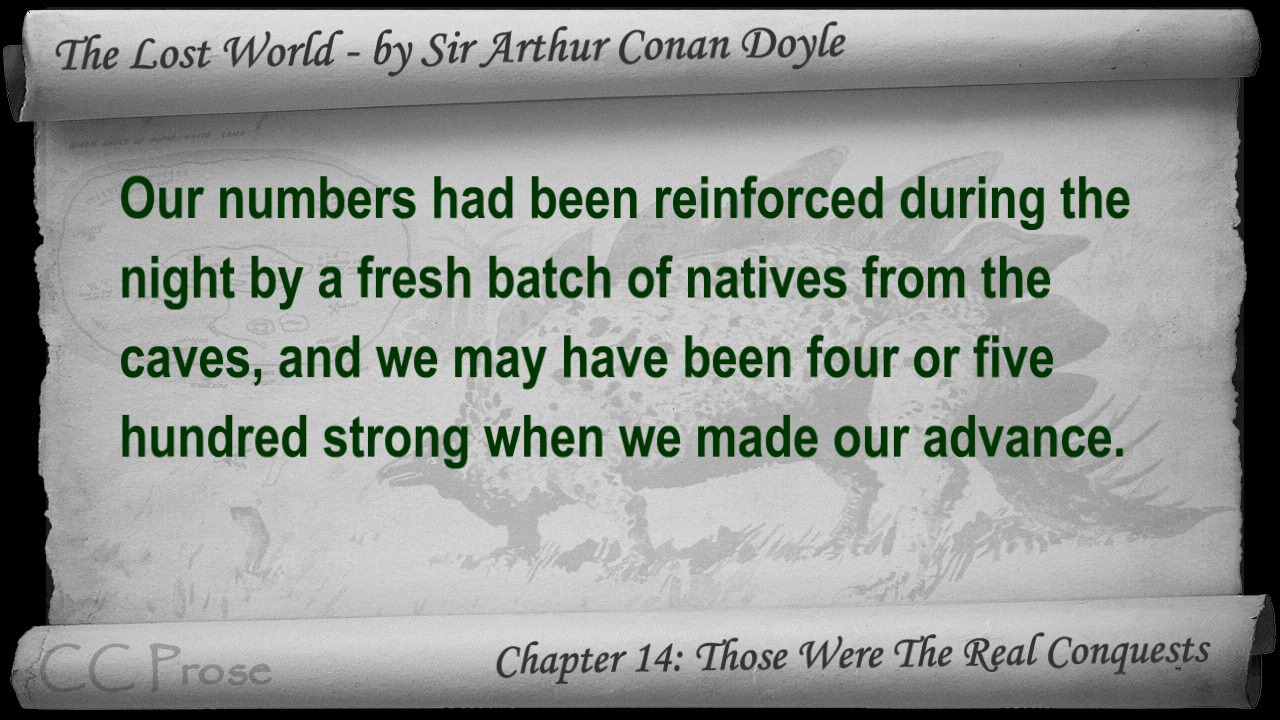 The Lost World - by Sir Arthur Conan Doyle
Our numbers had been reinforced during the
night by a fresh batch of natives from the
caves, and we may have been four or five
hundred strong when we made our advance.
CC Prose
Chapter 14: Those Were The Real Conquests